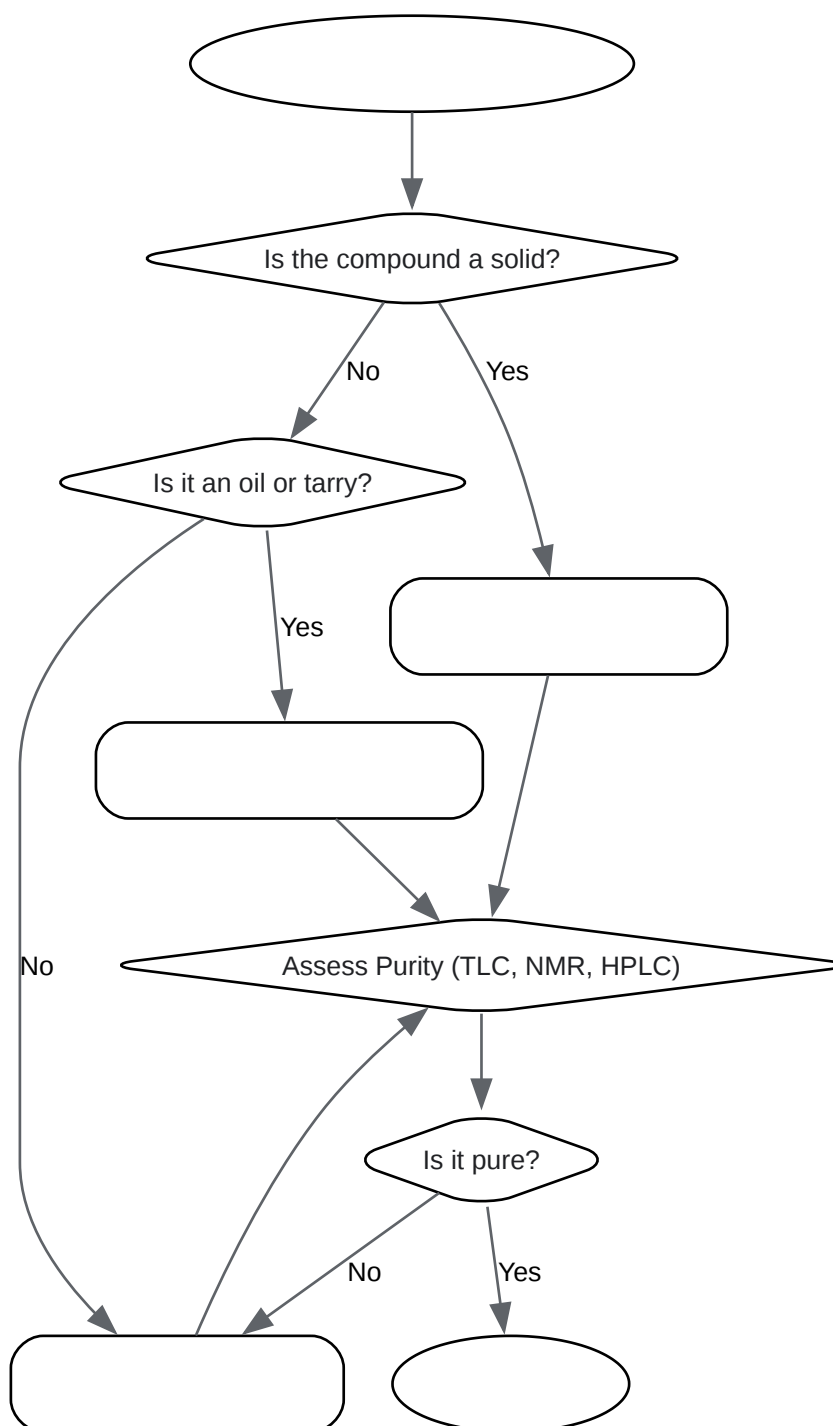 Is the compound a solid?
No
Yes
Is it an oil or tarry?
Yes
No
Assess Purity (TLC, NMR, HPLC)
Is it pure?
No
Yes